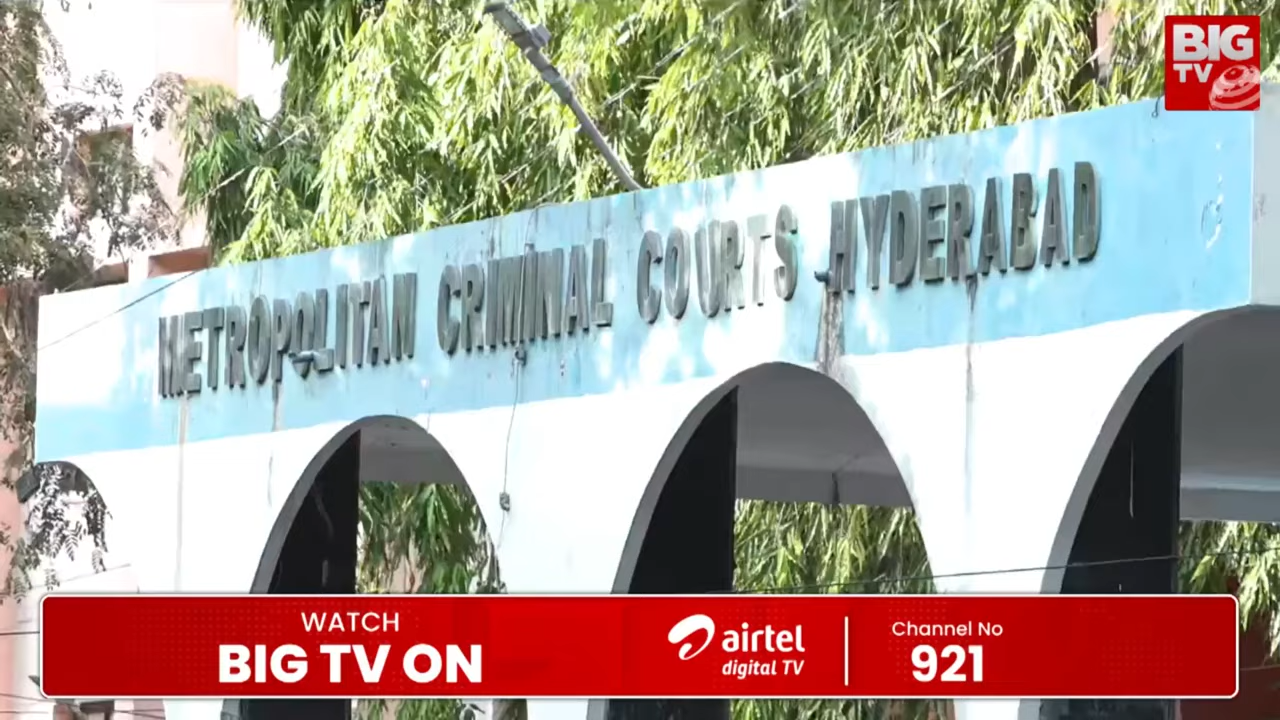 BIG
TV
METROPOLITAN CRIMINAL COURTS HYDERABAD
WATCH
BIG TV ON
airtel
digital TV
Channel No
921